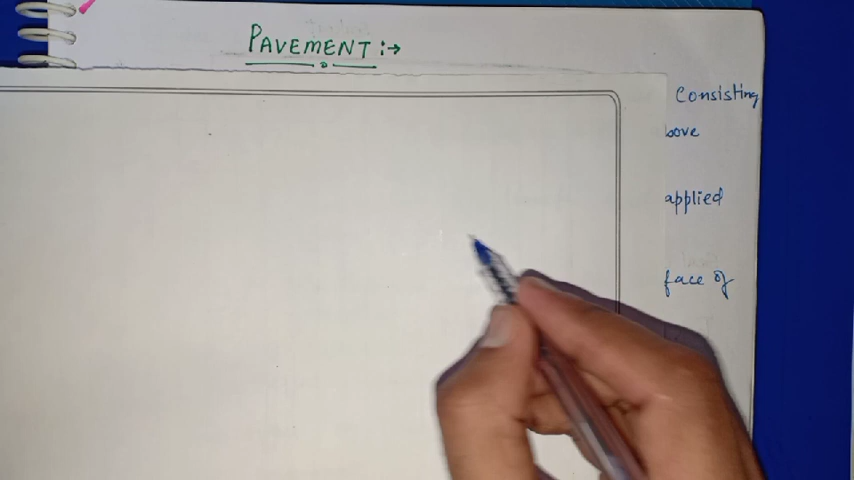 PAVEMENT :→
Consisting
bove
applied
face of